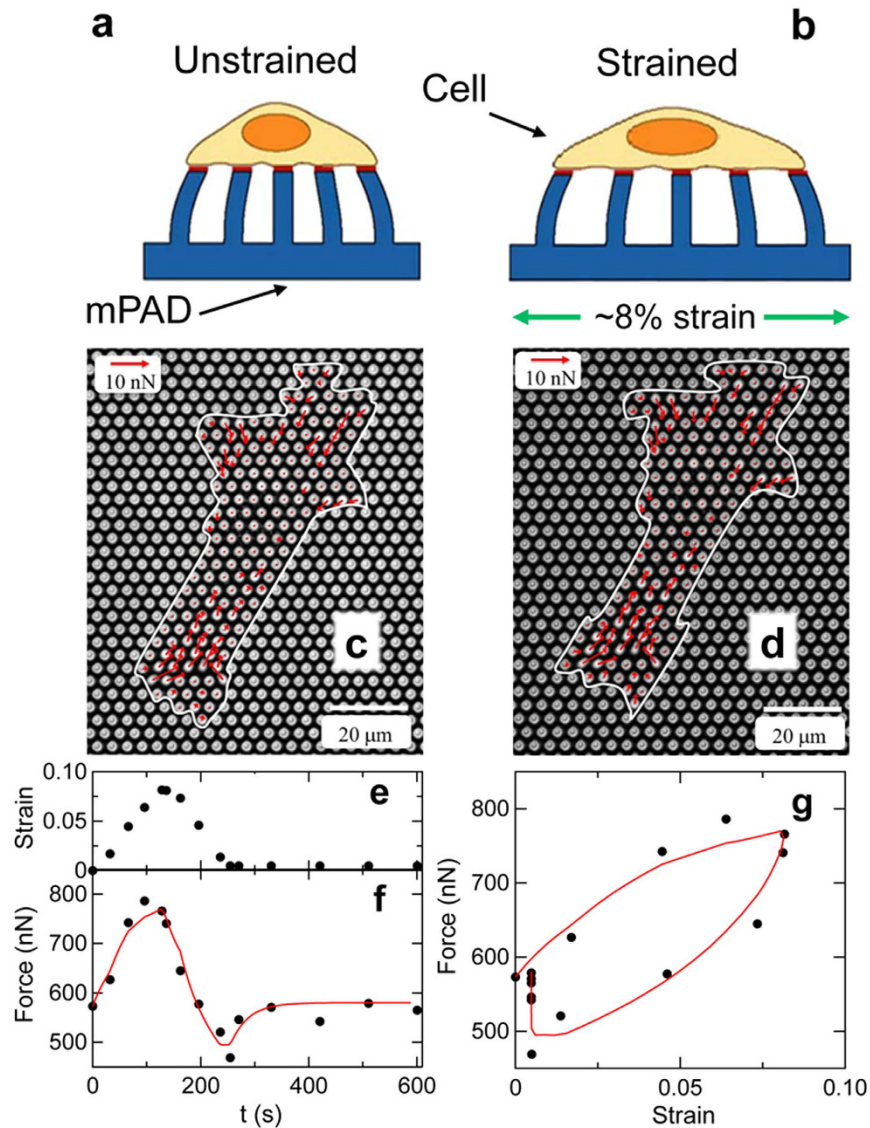 a
b
Unstrained
Strained
Cell
mPAD
~8% strain
10 nN
10 nN
c
d
20 μm
20 μm
0.10
0.05
0
Strain
e
800
700
600
500
Force (nN)
f
0
200
400
600
t (s)
g
800
700
600
500
Force (nN)
0
0.05
0.10
Strain